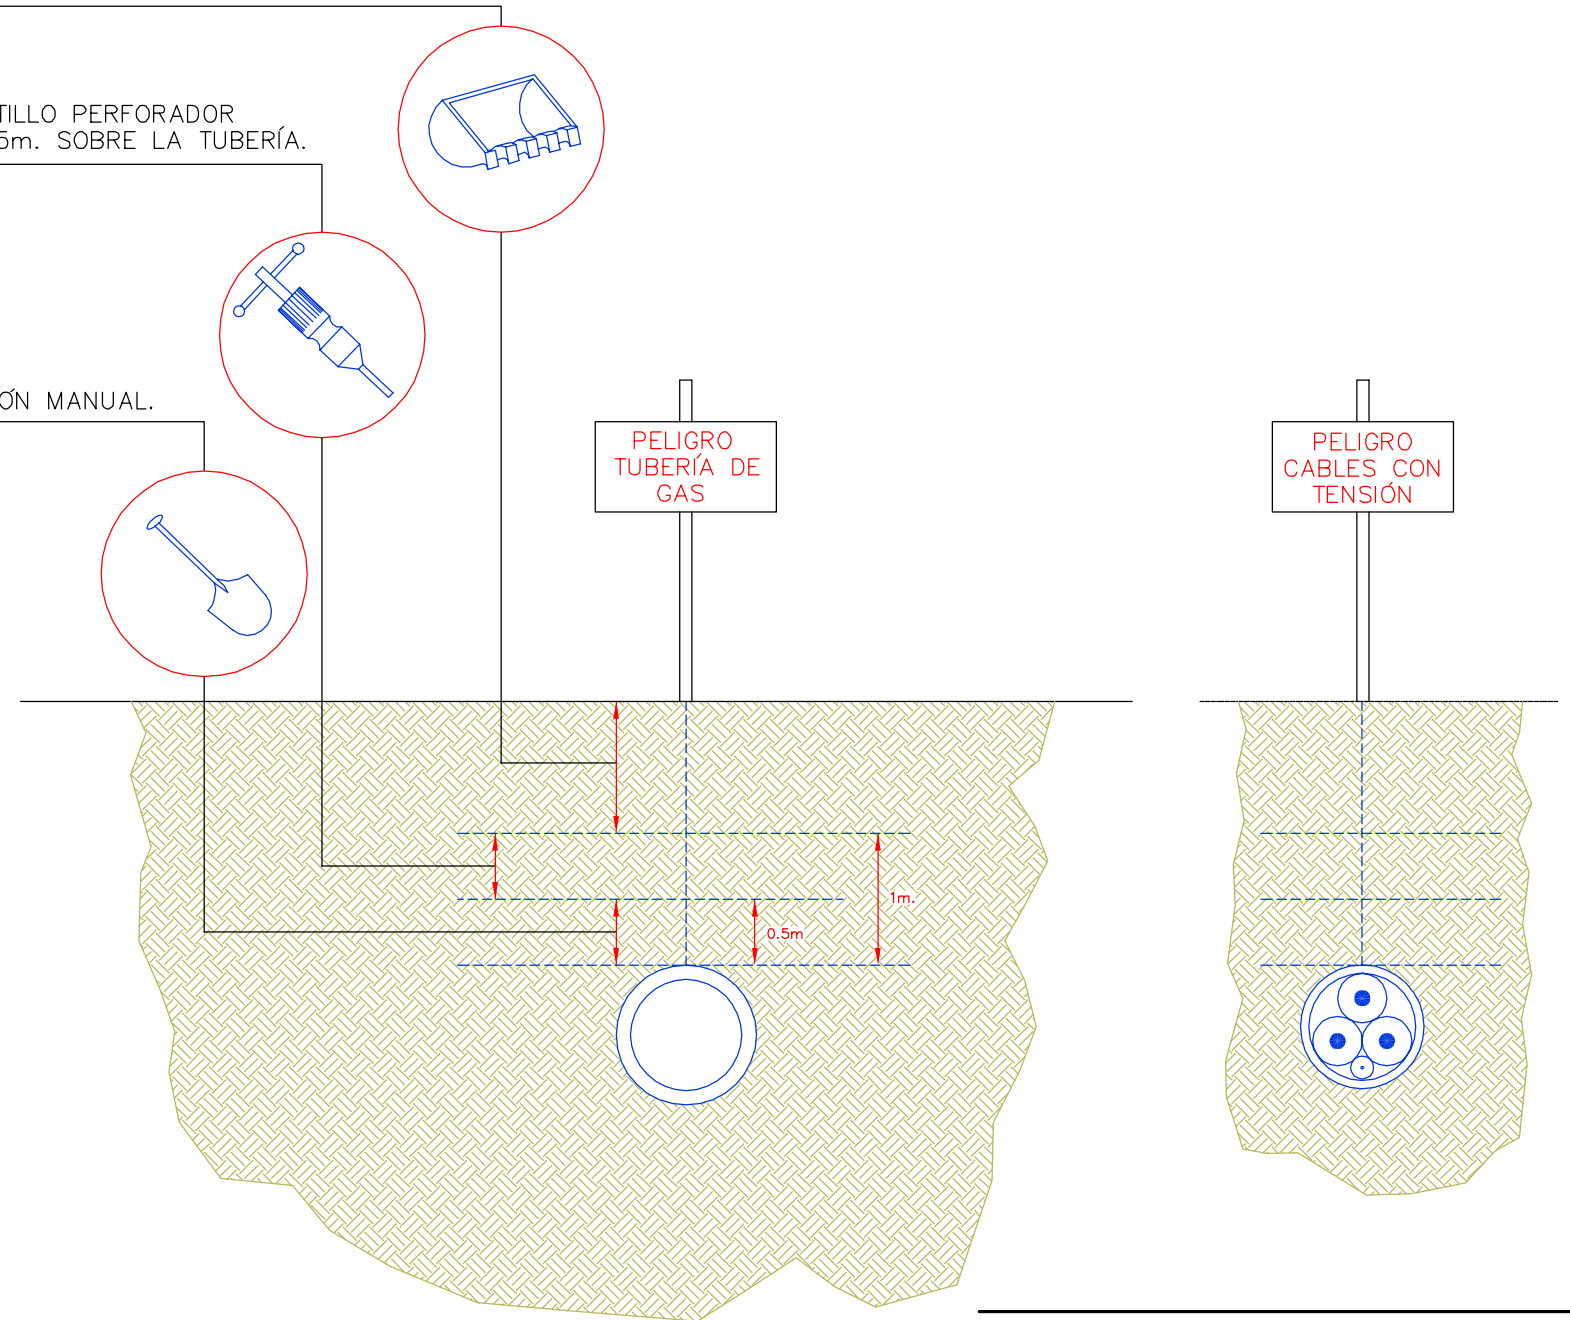 TILLO PERFORADOR
5m. SOBRE LA TUBERÍA.
ÓN MANUAL.
PELIGRO
TUBERÍA DE
GAS
PELIGRO
CABLES CON
TENSIÓN
1m.
0.5m